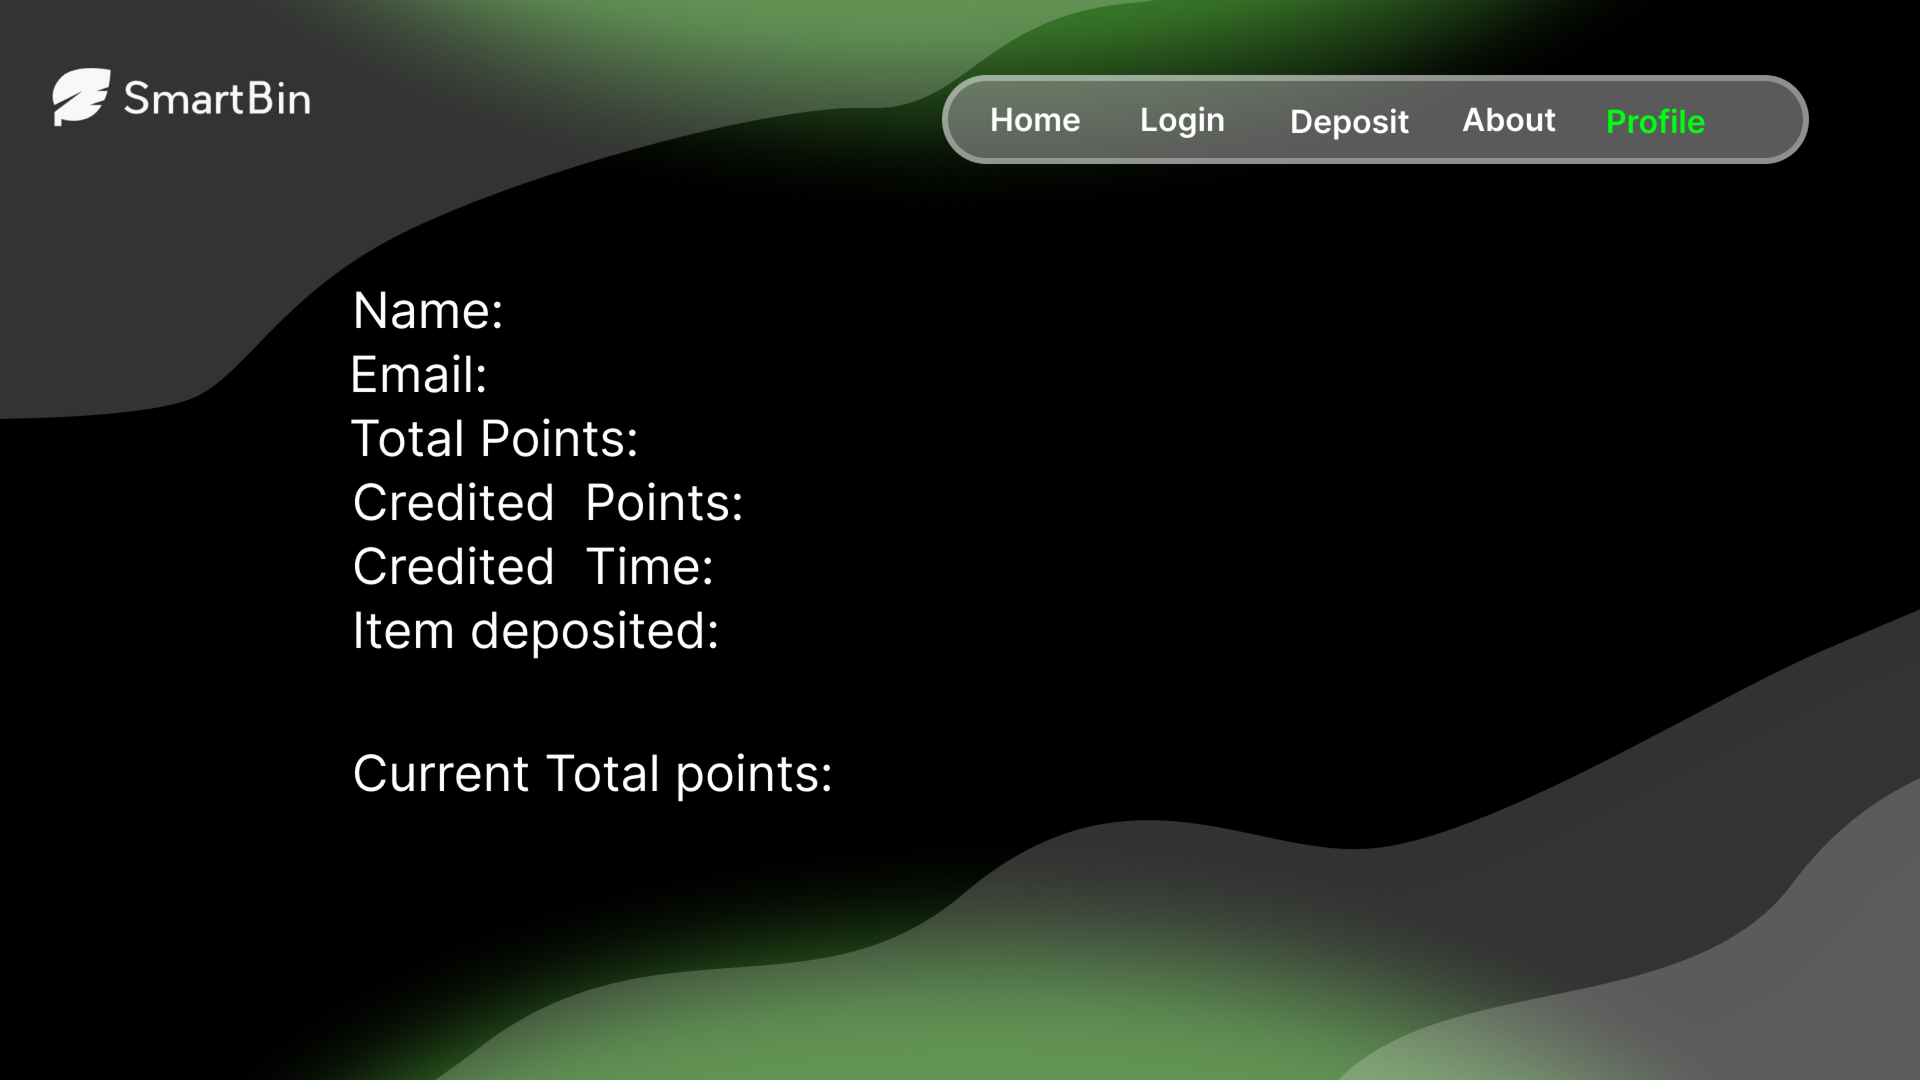 SmartBin
Home Login Deposit About Profile
Name:
Email:
Total Points:
Credited  Points:
Credited  Time:
Item deposited:
Current Total points: